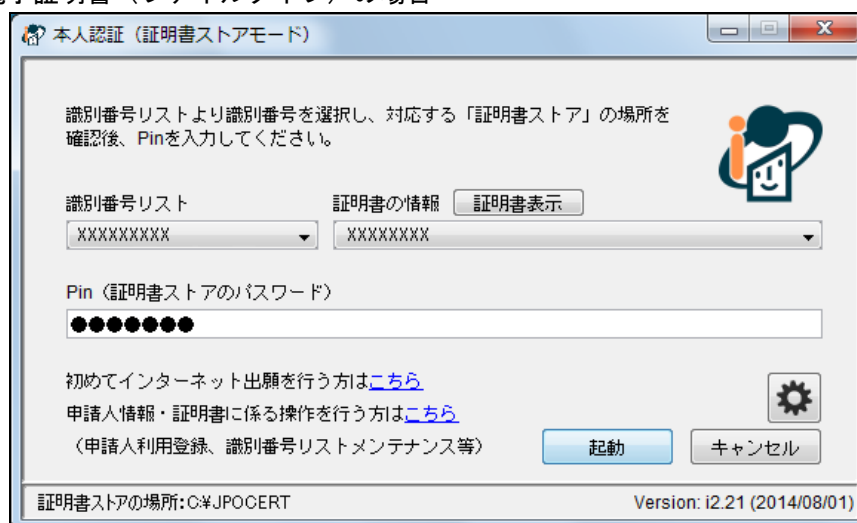 電子証明書（ファイルタイプ）の場合
本人認証（証明書ストアモード）
識別番号リストより識別番号を選択し、対応する「証明書ストア」の場所を
確認後、Pinを入力してください。
識別番号リスト
証明書の情報
証明書表示
XXXXXXXXX
XXXXXXXX
Pin（証明書ストアのパスワード）
●●●●●●●
初めてインターネット出願を行う方はこちら
申請人情報・証明書に係る操作を行う方はこちら
（申請人利用登録、識別番号リストメンテナンス等）
起動
キャンセル
証明書ストアの場所:C:¥JPOCERT
Version: i2.21 (2014/08/01)